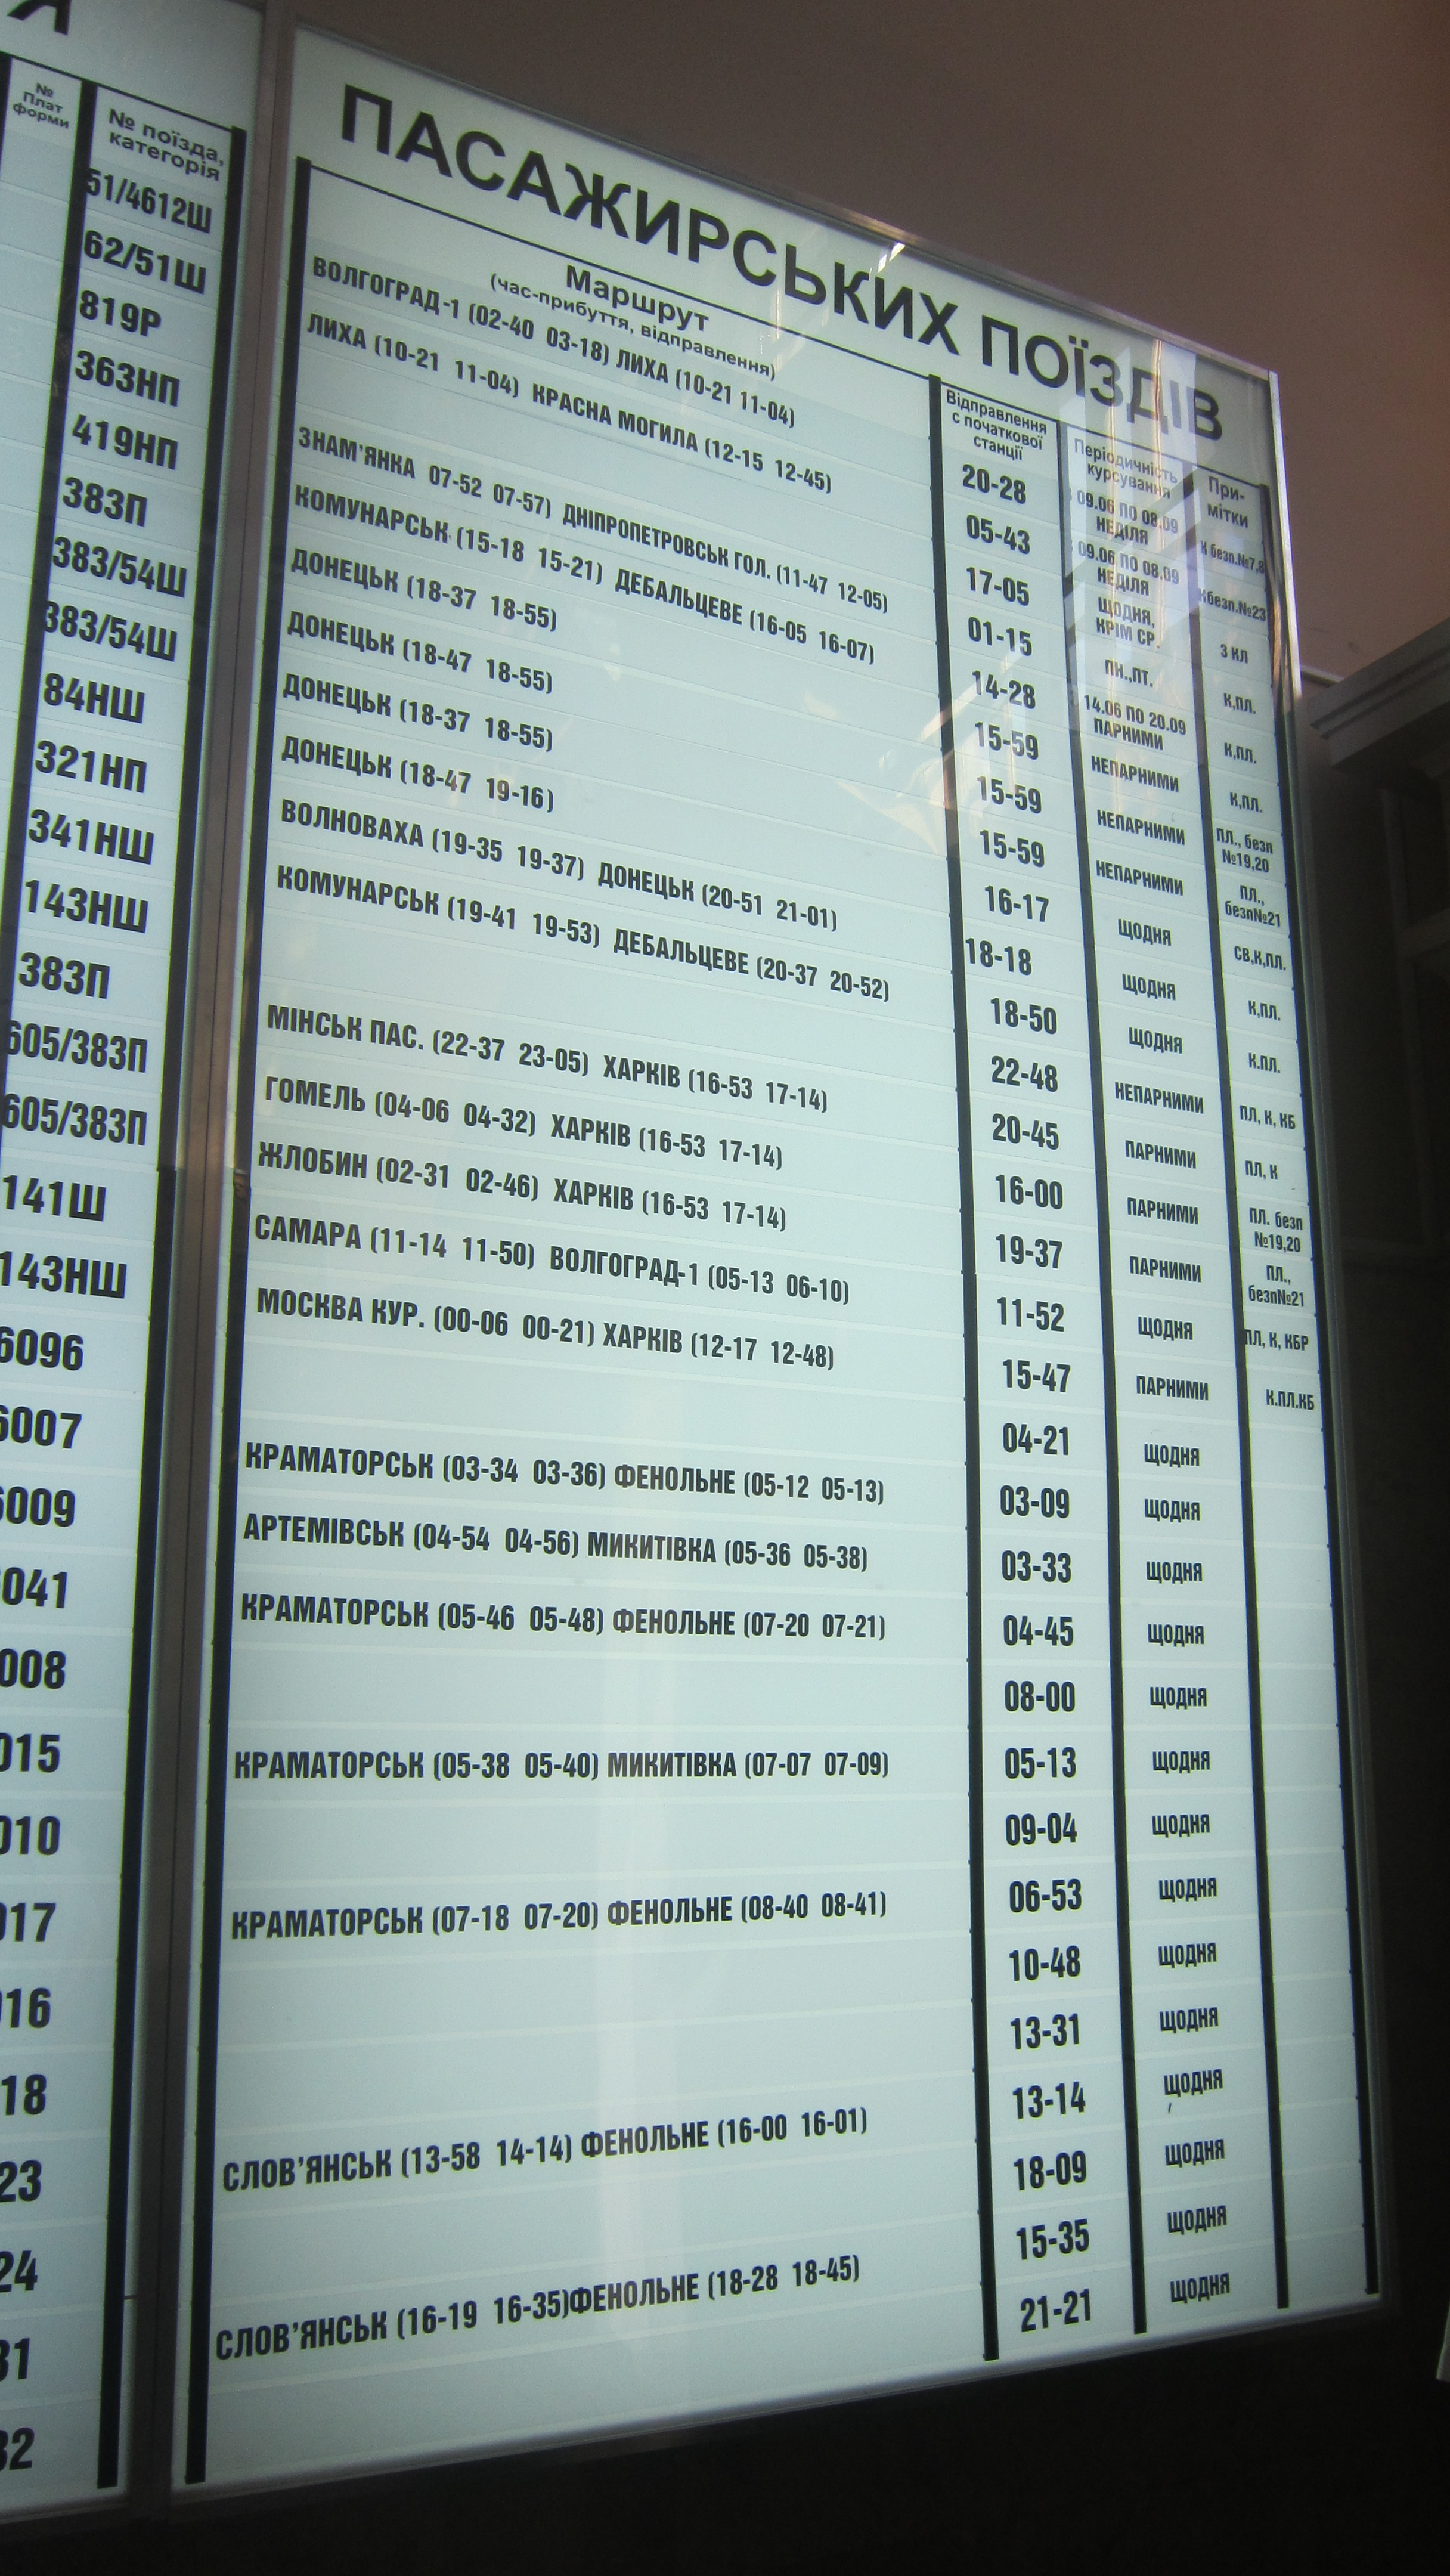 Я
ПАСАЖИРСЬКИХ ПОЇЗДІВ
№
Плат
форми
№ поїзда,
категорія
51/4612Ш
62/51Ш
819Р
363НП
419НП
383П
383/54Ш
383/54Ш
84НШ
321НП
341НШ
143НШ
383П
605/383П
605/383П
141Ш
143НШ
6096
6007
6009
041
008
015
010
017
016
18
23
24
31
32
Маршрут
(час-прибуття, відправлення)
ВОЛГОГРАД-1 (02-40 03-18) ЛИХА (10-21 11-04)
ЛИХА (10-21 11-04) КРАСНА МОГИЛА (12-15 12-45)
ЗНАМ'ЯНКА 07-52 07-57) ДНІПРОПЕТРОВСЬК ГОЛ. (11-47 12-05)
КОМУНАРСЬК (15-18 15-21) ДЕБАЛЬЦЕВЕ (16-05 16-07)
ДОНЕЦЬК (18-37 18-55)
ДОНЕЦЬК (18-47 18-55)
ДОНЕЦЬК (18-37 18-55)
ДОНЕЦЬК (18-47 19-16)
ВОЛНОВАХА (19-35 19-37) ДОНЕЦЬК (20-51 21-01)
КОМУНАРСЬК (19-41 19-53) ДЕБАЛЬЦЕВЕ (20-37 20-52)
МІНСЬК ПАС. (22-37 23-05) ХАРКІВ (16-53 17-14)
ГОМЕЛЬ (04-06 04-32) ХАРКІВ (16-53 17-14)
ЖЛОБИН (02-31 02-46) ХАРКІВ (16-53 17-14)
САМАРА (11-14 11-50) ВОЛГОГРАД-1 (05-13 06-10)
МОСКВА КУР. (00-06 00-21) ХАРКІВ (12-17 12-48)
КРАМАТОРСЬК (03-34 03-36) ФЕНОЛЬНЕ (05-12 05-13)
АРТЕМІВСЬК (04-54 04-56) МИКИТІВКА (05-36 05-38)
КРАМАТОРСЬК (05-46 05-48) ФЕНОЛЬНЕ (07-20 07-21)
КРАМАТОРСЬК (05-38 05-40) МИКИТІВКА (07-07 07-09)
КРАМАТОРСЬК (07-18 07-20) ФЕНОЛЬНЕ (08-40 08-41)
СЛОВ'ЯНСЬК (13-58 14-14) ФЕНОЛЬНЕ (16-00 16-01)
СЛОВ'ЯНСЬК (16-19 16-35)ФЕНОЛЬНЕ (18-28 18-45)
Відправлення
с початкової
станції
20-28
05-43
17-05
01-15
14-28
15-59
15-59
15-59
16-17
18-18
18-50
22-48
20-45
16-00
19-37
11-52
15-47
04-21
03-09
03-33
04-45
08-00
05-13
09-04
06-53
10-48
13-31
13-14
18-09
15-35
21-21
Періодичність
курсування
09.06 ПО 08.09
НЕДІЛЯ
09.06 ПО 08.09
НЕДІЛЯ
ЩОДНЯ,
КРІМ СР.
ПН.,ПТ.
14.06 ПО 20.09
ПАРНИМИ
НЕПАРНИМИ
НЕПАРНИМИ
НЕПАРНИМИ
ЩОДНЯ
ЩОДНЯ
ЩОДНЯ
НЕПАРНИМИ
ПАРНИМИ
ПАРНИМИ
ПАРНИМИ
ЩОДНЯ
ПАРНИМИ
ЩОДНЯ
ЩОДНЯ
ЩОДНЯ
ЩОДНЯ
ЩОДНЯ
ЩОДНЯ
ЩОДНЯ
ЩОДНЯ
ЩОДНЯ
ЩОДНЯ
ЩОДНЯ
ЩОДНЯ
ЩОДНЯ
ЩОДНЯ
При-
мітки
К безп.№7,8
Кбезп.№23
3 КЛ
К,ПЛ.
К,ПЛ.
К,ПЛ.
ПЛ., безп
№19,20
ПЛ.,
безп№21
СВ,К,ПЛ.
К,ПЛ.
К.ПЛ.
ПЛ, К, КБ
ПЛ, К
ПЛ. безп
№19,20
ПЛ.,
безп№21
ПЛ, К, КБР
К.ПЛ.КБ